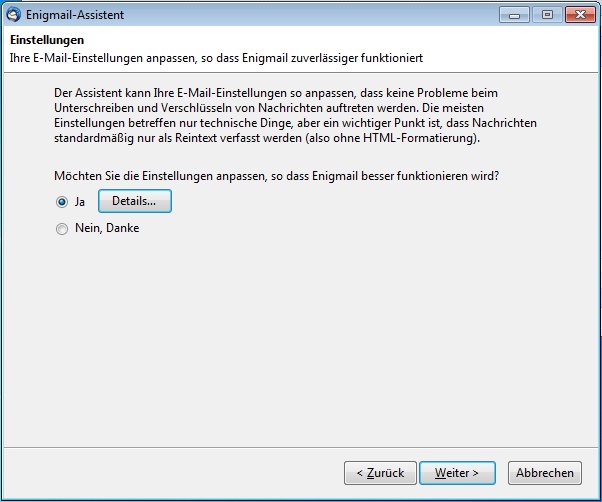 Enigmail-Assistent
Einstellungen
Ihre E-Mail-Einstellungen anpassen, so dass Enigmail zuverlässiger funktioniert
Der Assistent kann Ihre E-Mail-Einstellungen so anpassen, dass keine Probleme beim
Unterschreiben und Verschlüsseln von Nachrichten auftreten werden. Die meisten
Einstellungen betreffen nur technische Dinge, aber ein wichtiger Punkt ist, dass Nachrichten
standardmäßig nur als Reintext verfasst werden (also ohne HTML-Formatierung).
Möchten Sie die Einstellungen anpassen, so dass Enigmail besser funktionieren wird?
Ja Details...
Nein, Danke
< Zurück Weiter > Abbrechen